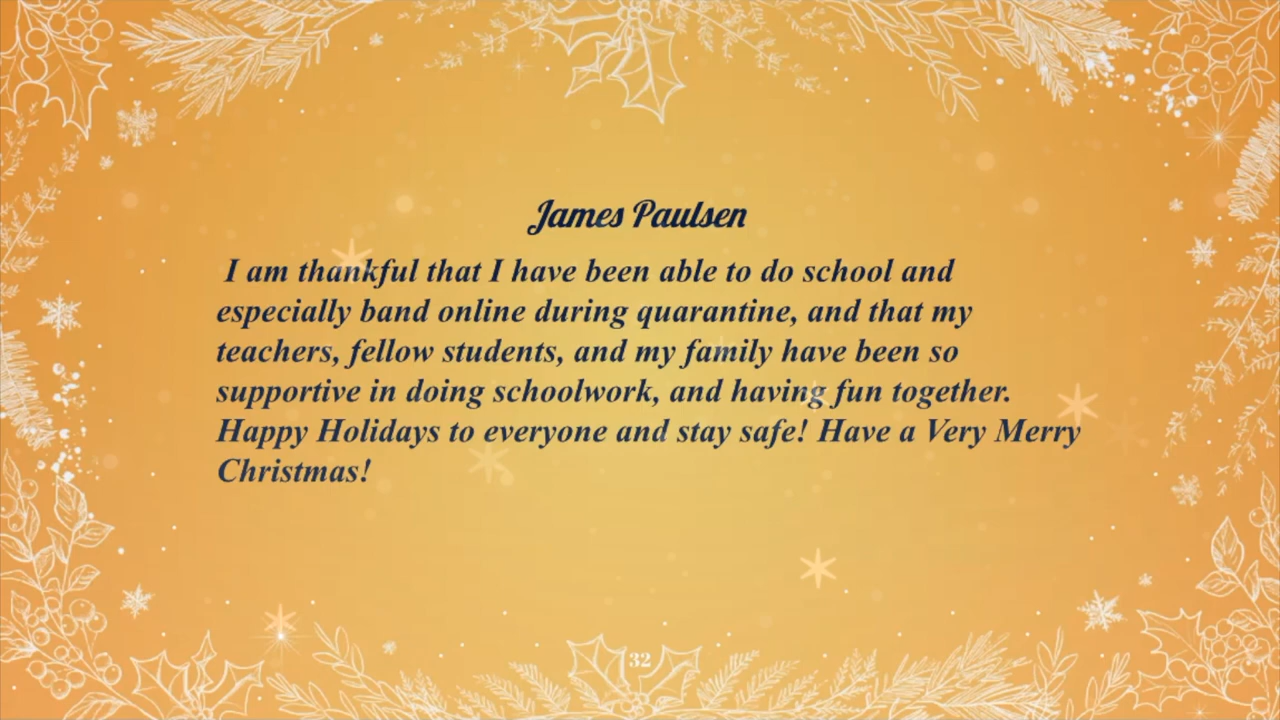 James Paulsen
I am thankful that I have been able to do school and
especially band online during quarantine, and that my
teachers, fellow students, and my family have been so
supportive in doing schoolwork, and having fun together.
Happy Holidays to everyone and stay safe! Have a Very Merry
Christmas!
32